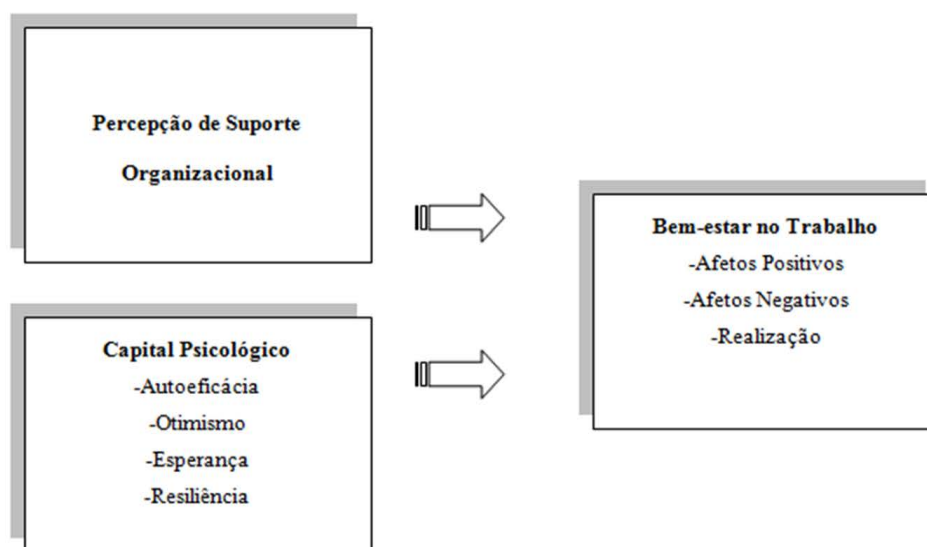 Percepção de Suporte
Organizacional
Capital Psicológico
-Autoeficácia
-Otimismo
-Esperança
-Resiliência
Bem-estar no Trabalho
-Afetos Positivos
-Afetos Negativos
-Realização